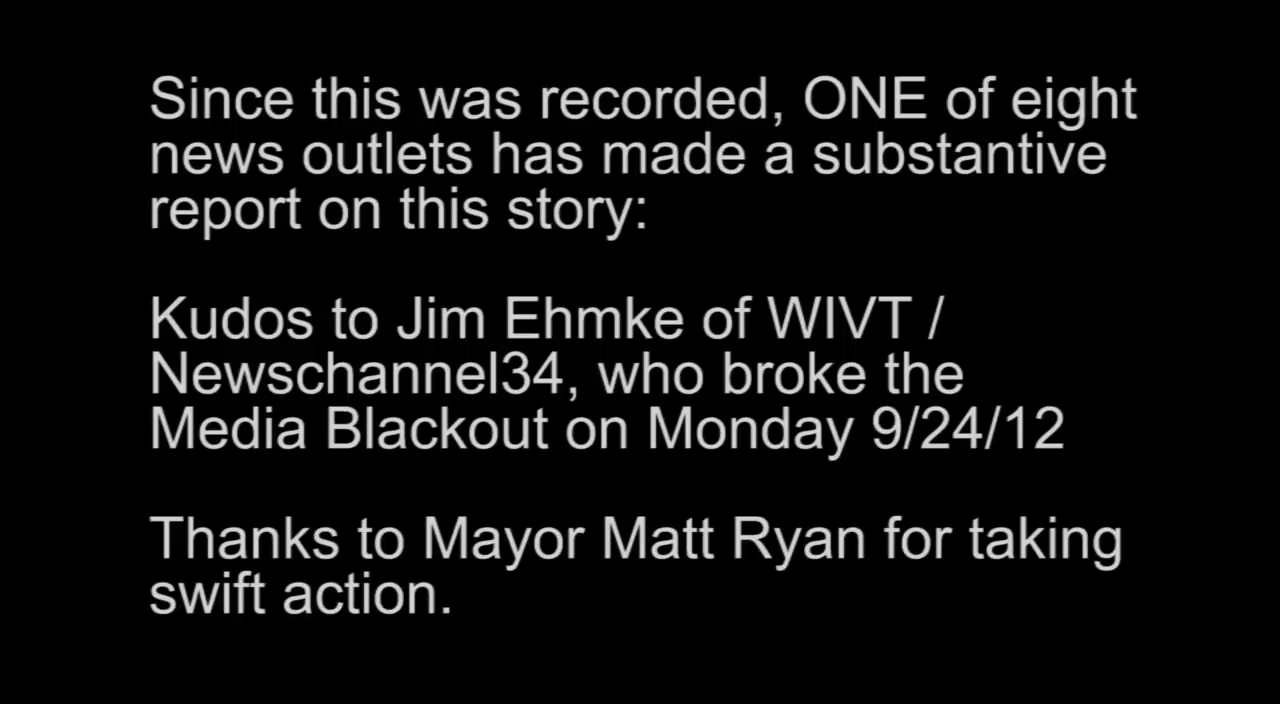 Since this was recorded, ONE of eight
news outlets has made a substantive
report on this story:
Kudos to Jim Ehmke of WIVT /
Newschannel34, who broke the
Media Blackout on Monday 9/24/12
Thanks to Mayor Matt Ryan for taking
swift action.